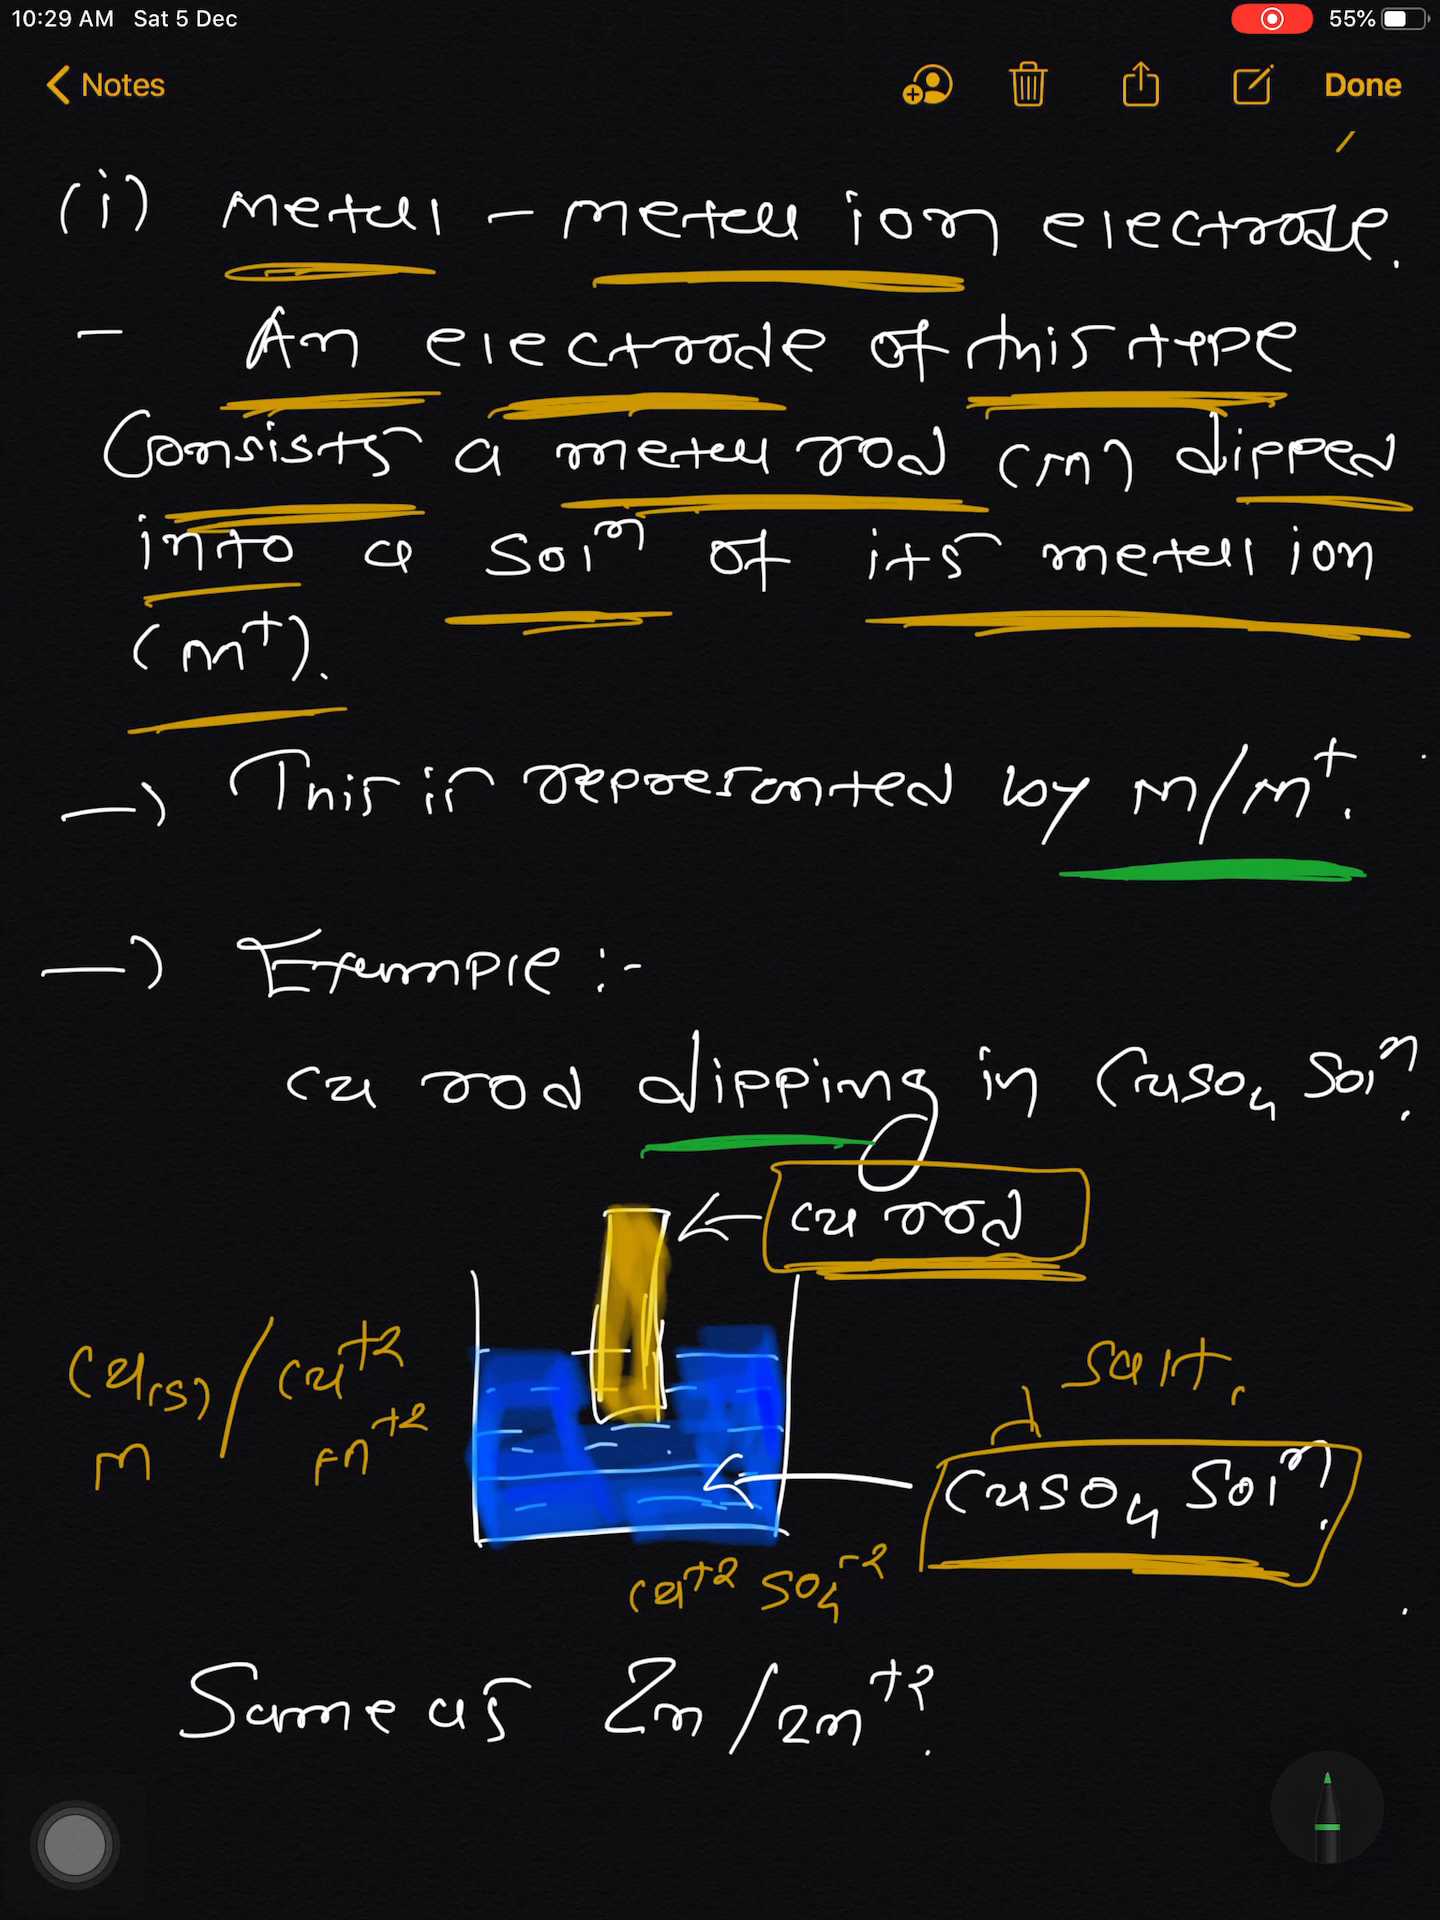 10:29 AM Sat 5 Dec 55%
Notes Done
(i) Metal - metal ion electrode.
- An electrode of this type
Consists a metal rod (m) dipped
into a solⁿ of its metal ion
(m⁺).
→ This is represented by m/m⁺.
→ Example :-
Cu rod dipping in CuSO₄ Solⁿ.
← Cu rod
Cu(s) / Cu⁺²
m m⁺²
salt.
CuSO₄ Solⁿ.
Cu⁺² SO₄⁻²
Same as Zn/Zn⁺².